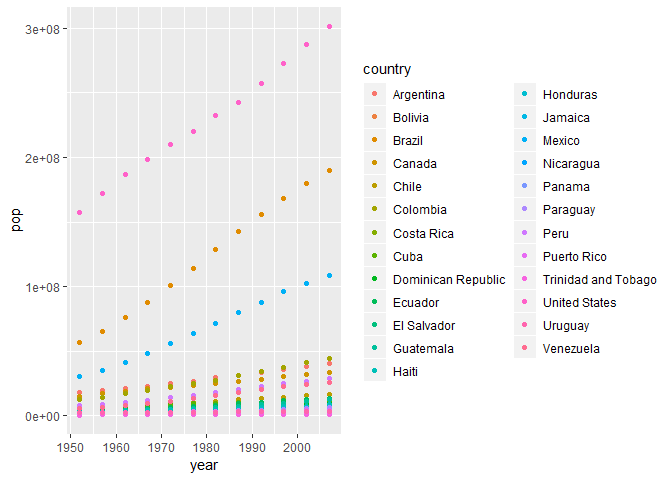 3e+08
2e+08
1e+08
0e+00
pop
1950 1960 1970 1980 1990 2000
year
country
Argentina
Bolivia
Brazil
Canada
Chile
Colombia
Costa Rica
Cuba
Dominican Republic
Ecuador
El Salvador
Guatemala
Haiti
Honduras
Jamaica
Mexico
Nicaragua
Panama
Paraguay
Peru
Puerto Rico
Trinidad and Tobago
United States
Uruguay
Venezuela